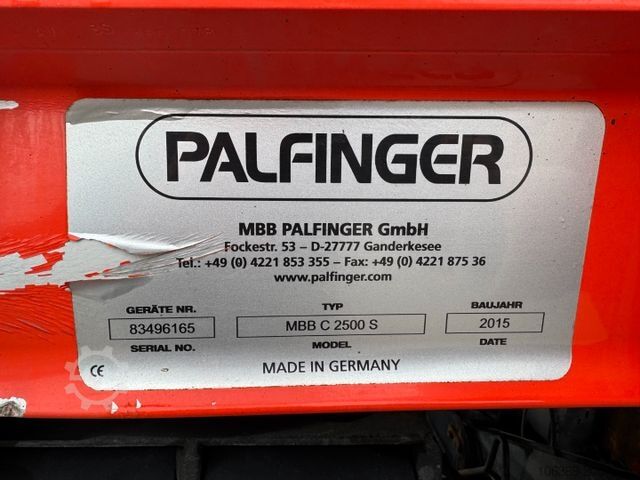 PALFINGER
MBB PALFINGER GmbH
Fockestr. 53 – D-27777 Ganderkesee
Tel.: +49 (0) 4221 853 355 – Fax: +49 (0) 4221 875 36
www.palfinger.com
GERÄTE NR. TYP BAUJAHR
83496165 MBB C 2500 S 2015
SERIAL NO. MODEL DATE
CE MADE IN GERMANY